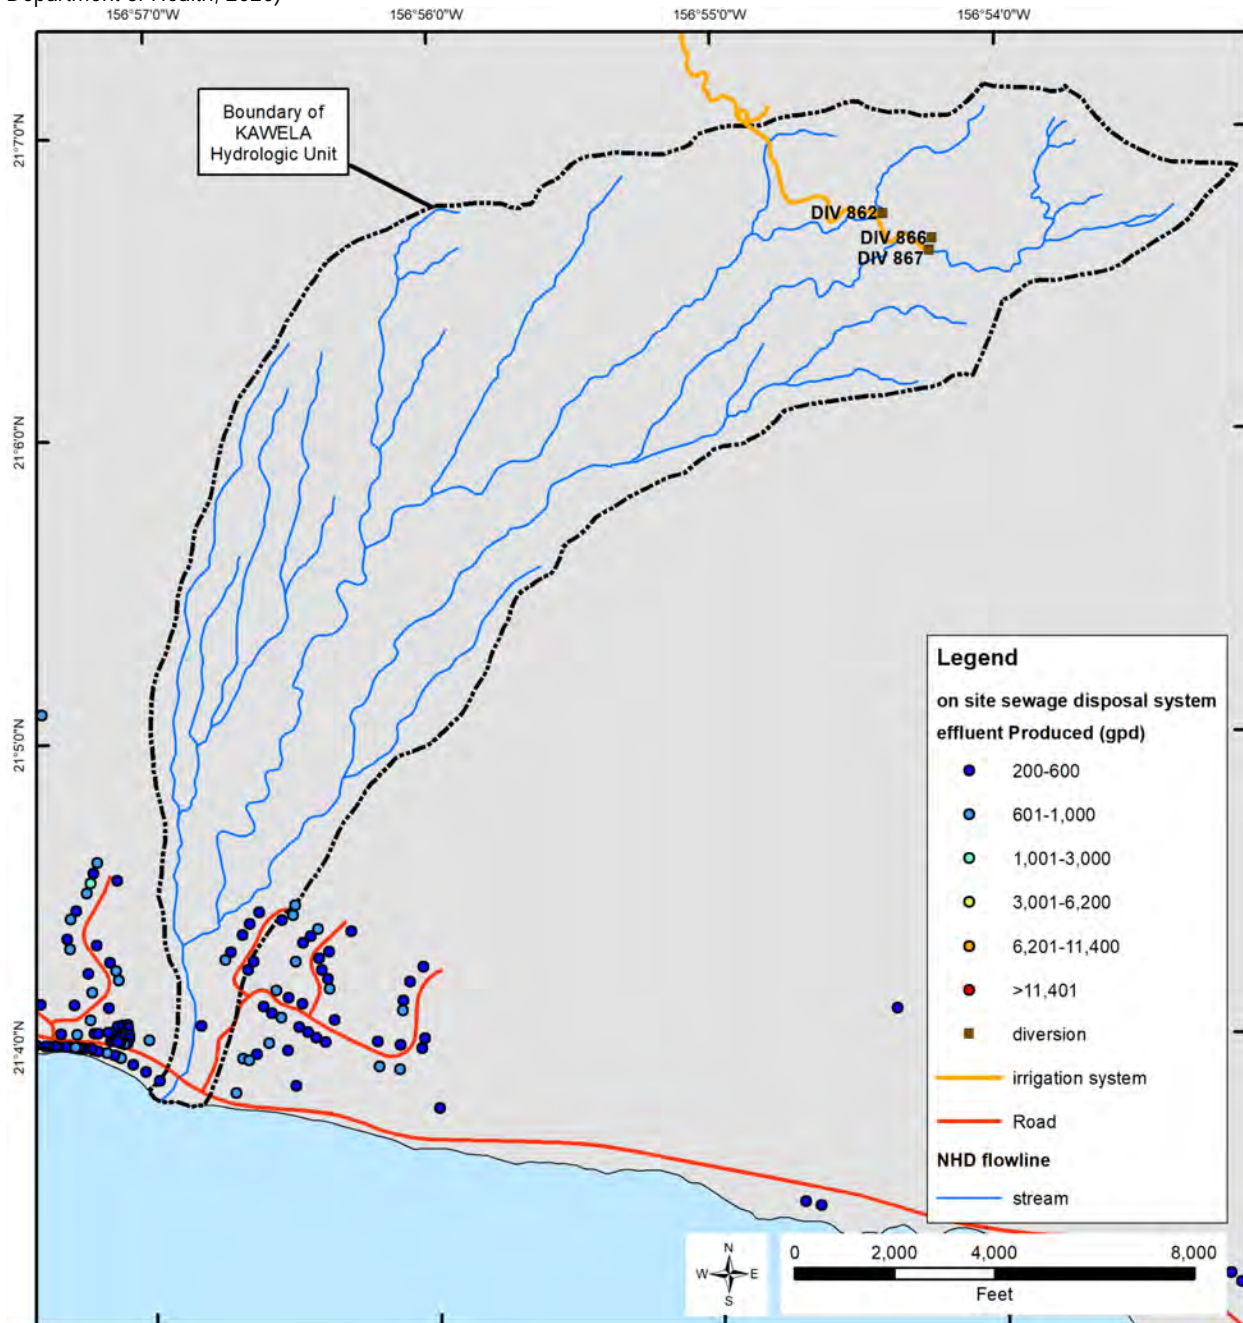 Department of Health, 2020)
156°57'0"W 156°56'0"W 156°55'0"W 156°54'0"W
Boundary of
KAWELA
Hydrologic Unit
21°7'0"N
DIV 862
DIV 866
DIV 867
21°6'0"N
21°5'0"N
21°4'0"N
Legend
on site sewage disposal system
effluent Produced (gpd)
200-600
601-1,000
1,001-3,000
3,001-6,200
6,201-11,400
>11,401
diversion
irrigation system
Road
NHD flowline
stream
N
W E
S
0 2,000 4,000 8,000
Feet